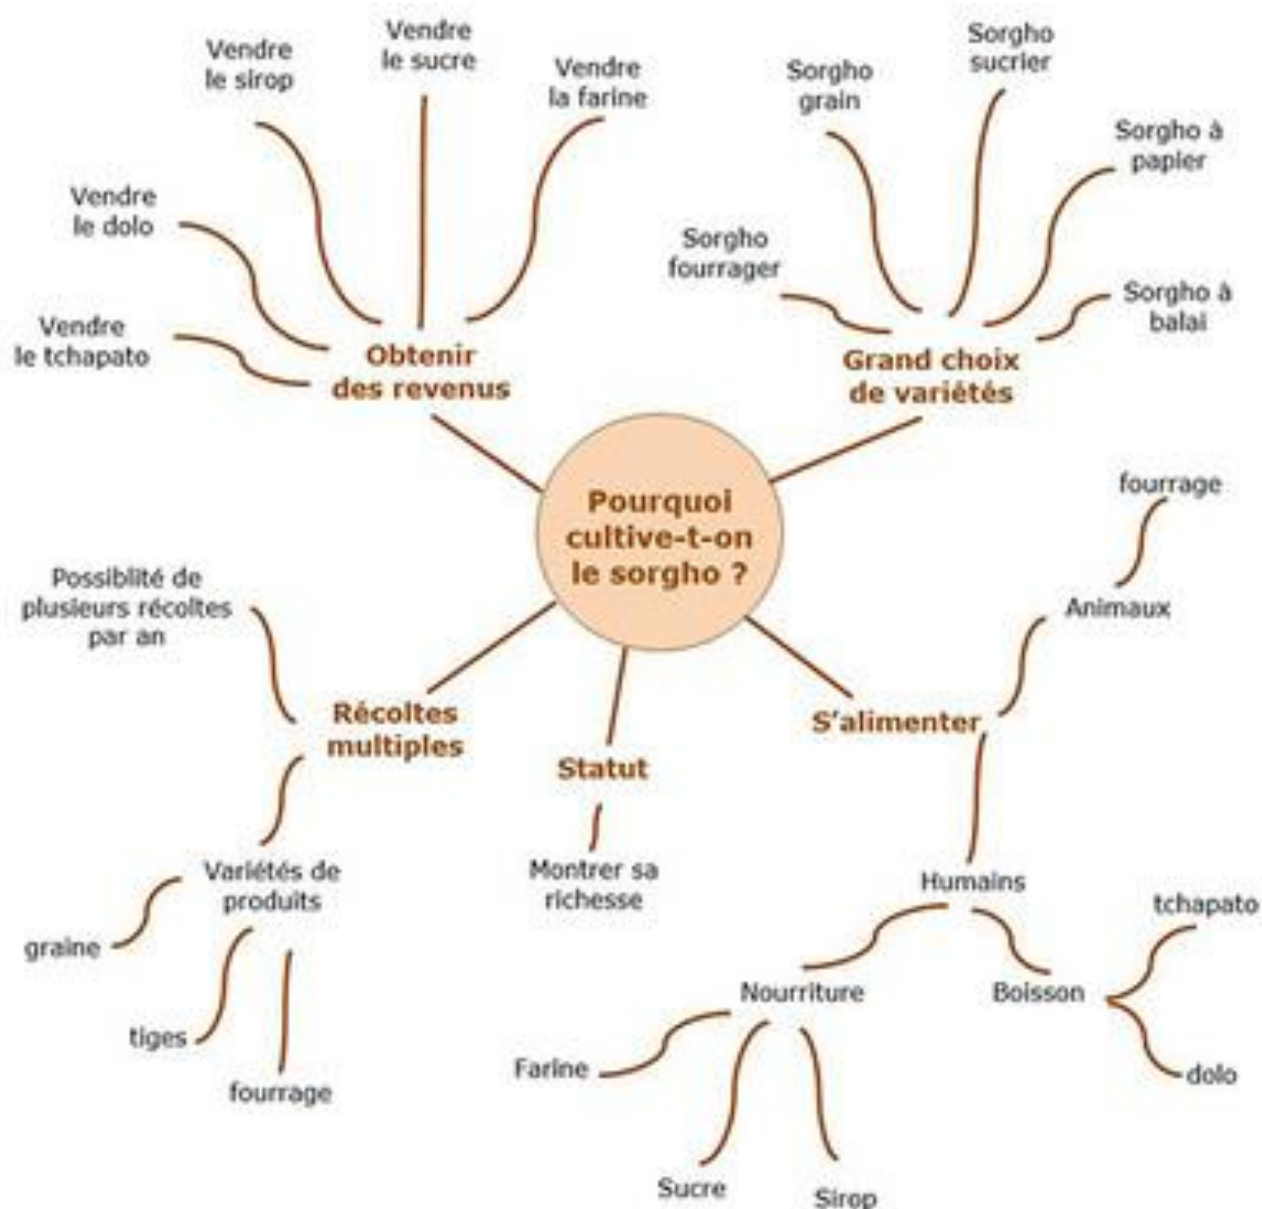 Vendre
le sirop
Vendre
le sucre
Vendre
la farine
Vendre
le dolo
Vendre
le tchapato
Obtenir
des revenus
Sorgho
grain
Sorgho
sucrier
Sorgho à
papier
Sorgho
fourrager
Sorgho à
balai
Grand choix
de variétés
Pourquoi
cultive-t-on
le sorgho ?
Possiblité de
plusieurs récoltes
par an
Récoltes
multiples
Variétés de
produits
graine
tiges
fourrage
Statut
Montrer sa
richesse
S'alimenter
Animaux
fourrage
Humains
Nourriture
Farine
Sucre
Sirop
Boisson
tchapato
dolo